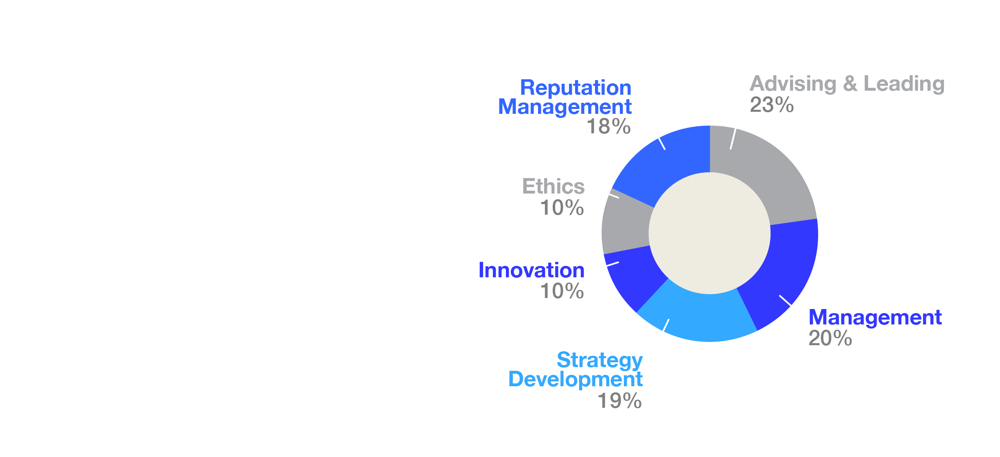 Advising & Leading
23%
Management
20%
Strategy
Development
19%
Innovation
10%
Ethics
10%
Reputation
Management
18%